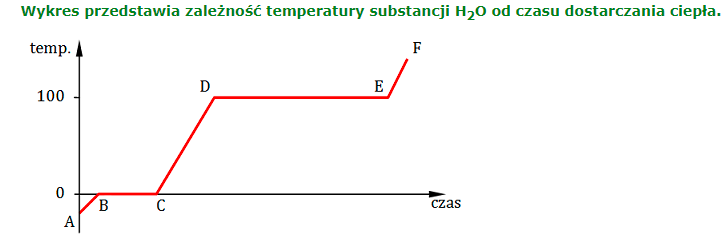 Wykres przedstawia zależność temperatury substancji H₂O od czasu dostarczania ciepła.
temp.
F
D
E
100
0
B
C
czas
A